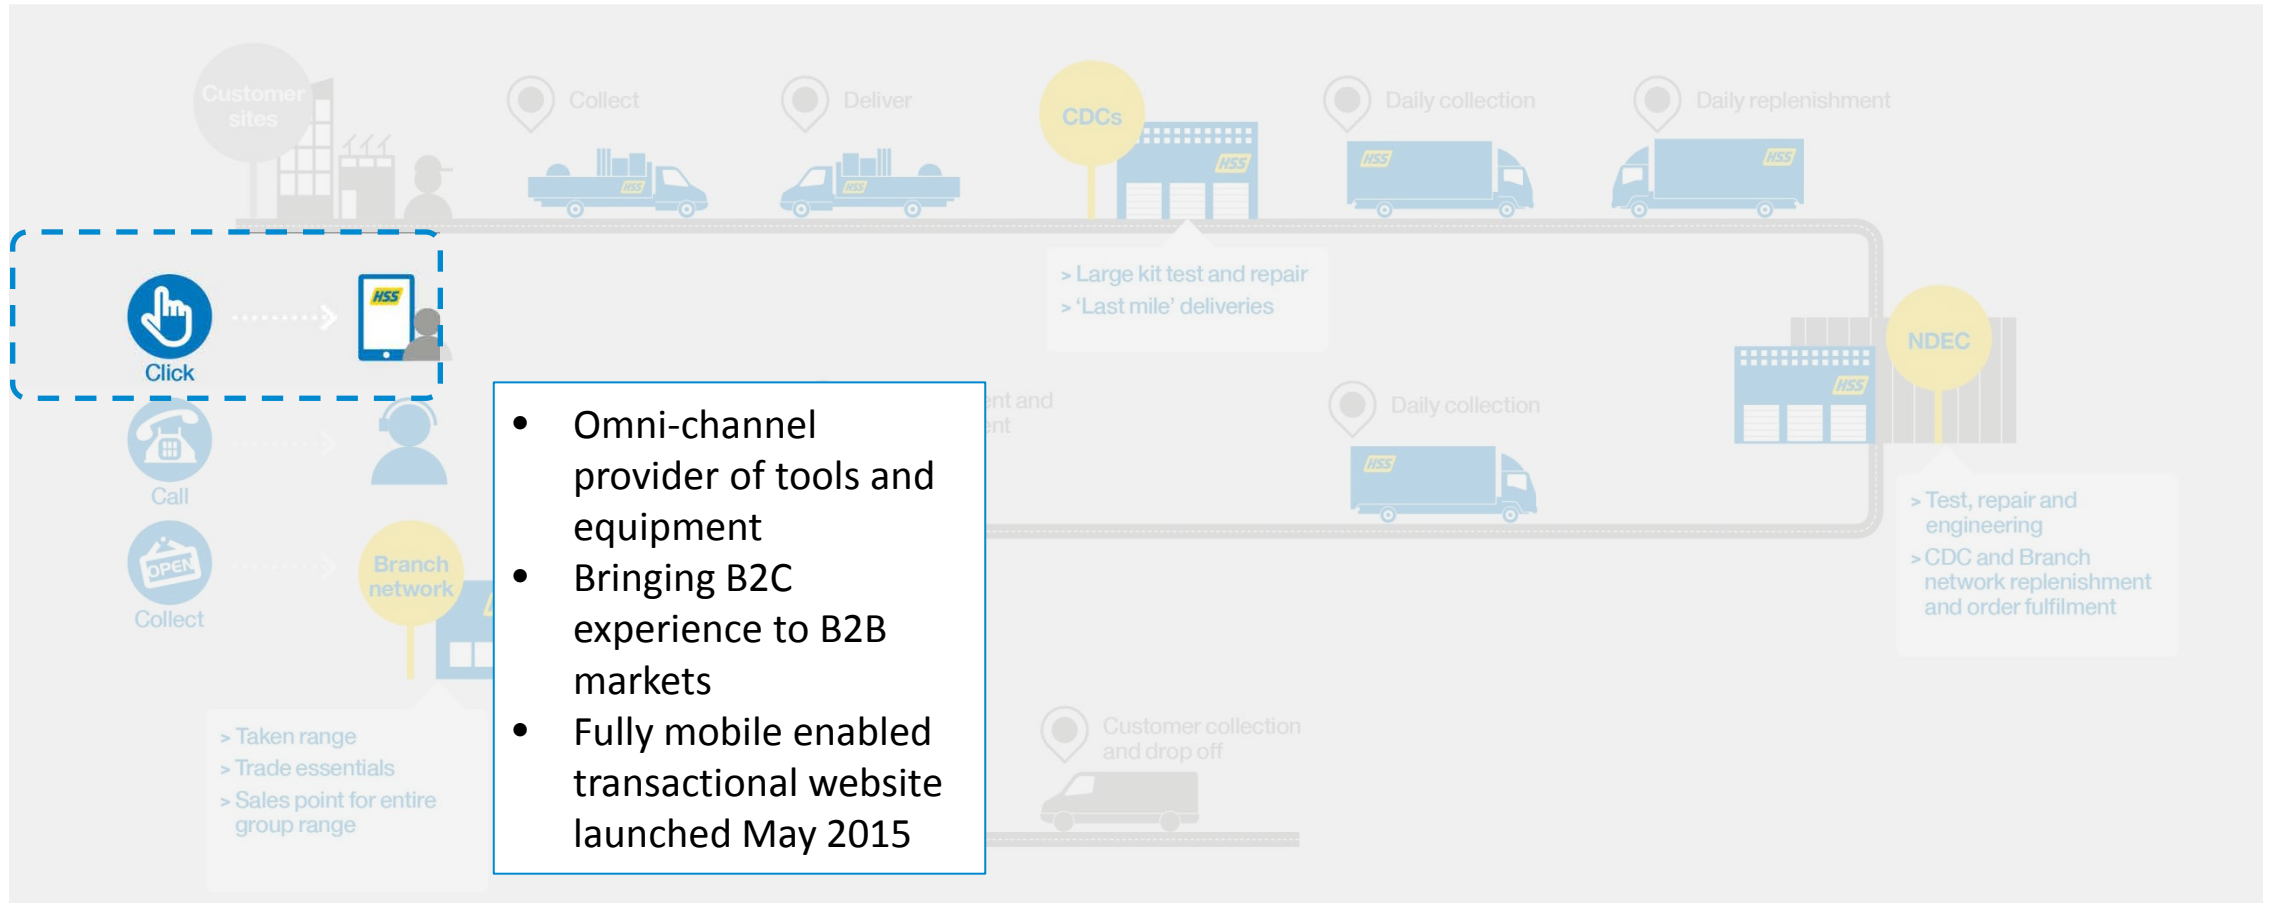 Customer
sites
Collect
Deliver
CDCs
Daily collection
Daily replenishment
HSS
HSS
HSS
HSS
HSS
> Large kit test and repair
> 'Last mile' deliveries
HSS
Click
NDEC
HSS
ent and
ent
Daily collection
HSS
Call
OPEN
Collect
Branch
network
• Omni-channel
provider of tools and
equipment
• Bringing B2C
experience to B2B
markets
• Fully mobile enabled
transactional website
launched May 2015
> Test, repair and
engineering
> CDC and Branch
network replenishment
and order fulfilment
> Taken range
> Trade essentials
> Sales point for entire
group range
Customer collection
and drop off